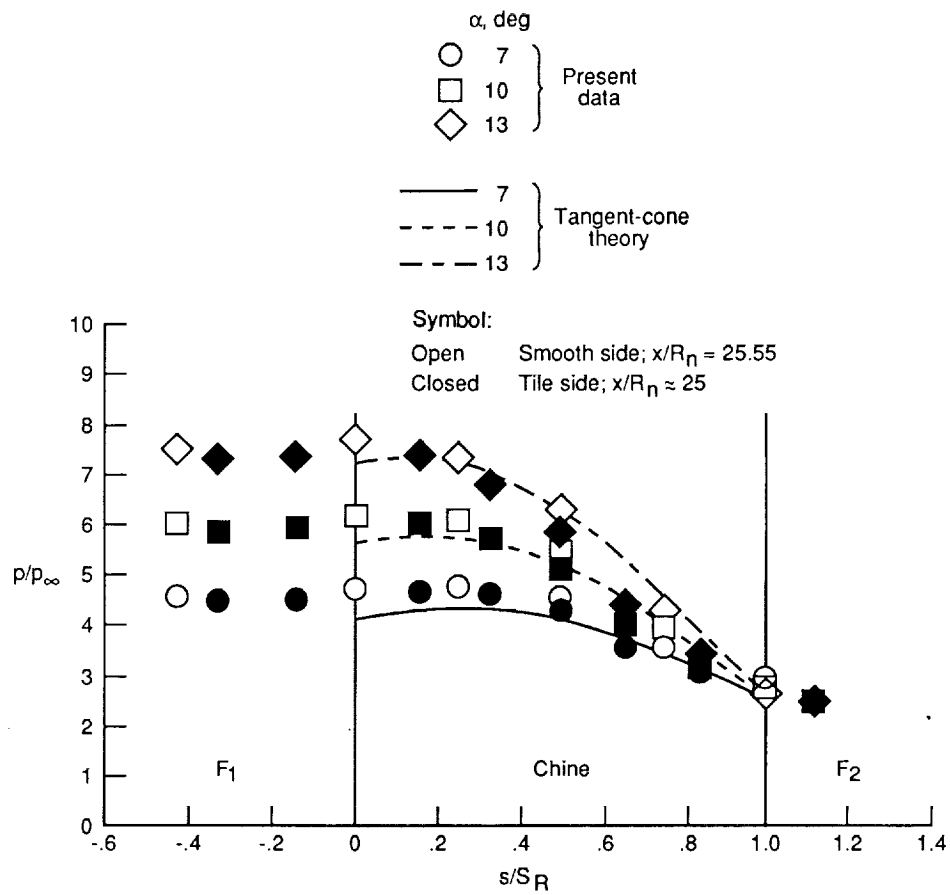 α, deg
7
10
13
Present
data
7
10
13
Tangent-cone
theory
Symbol:
Open Smooth side; x/Rn = 25.55
Closed Tile side; x/Rn ≈ 25
10
9
8
7
6
5
4
3
2
1
0
p/p∞
F1
Chine
F2
-.6 -.4 -.2 0 .2 .4 .6 .8 1.0 1.2 1.4
s/SR